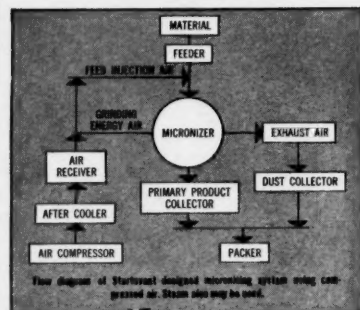 MATERIAL
FEEDER
FEED INJECTION AIR
GRINDING
ENERGY AIR
MICRONIZER
EXHAUST AIR
AIR
RECEIVER
PRIMARY PRODUCT
COLLECTOR
DUST COLLECTOR
AFTER COOLER
AIR COMPRESSOR
PACKER
Flow diagram of Sturtevant designed micronizing system using com-
pressed air. Steam also may be used.